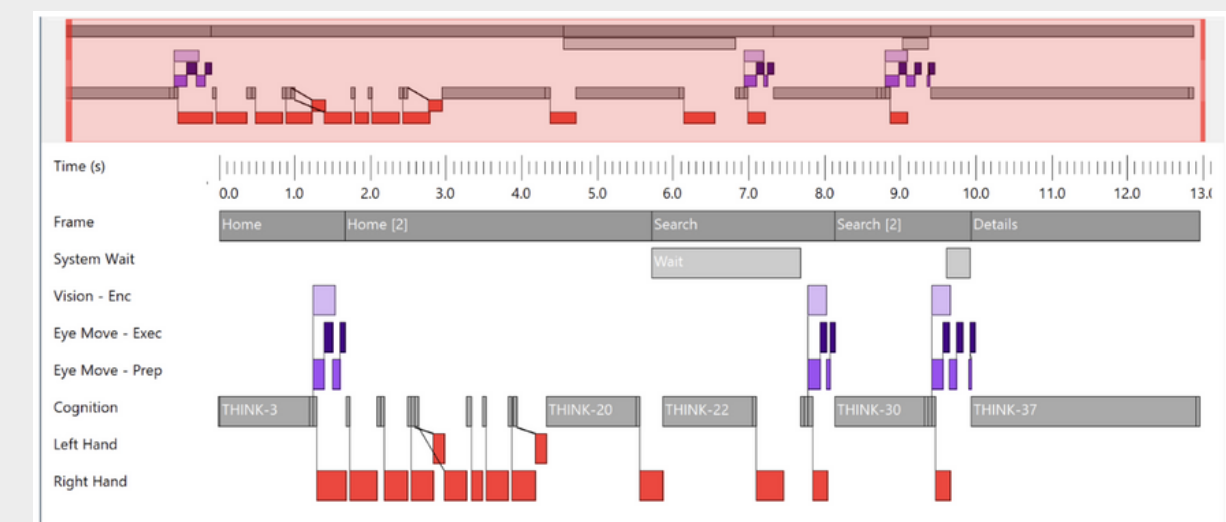 Time (s)
0.0 1.0 2.0 3.0 4.0 5.0 6.0 7.0 8.0 9.0 10.0 11.0 12.0 13.0
Frame Home Home [2] Search Search [2] Details
System Wait Wait
Vision - Enc
Eye Move - Exec
Eye Move - Prep
Cognition THINK-3 THINK-20 THINK-22 THINK-30 THINK-37
Left Hand
Right Hand